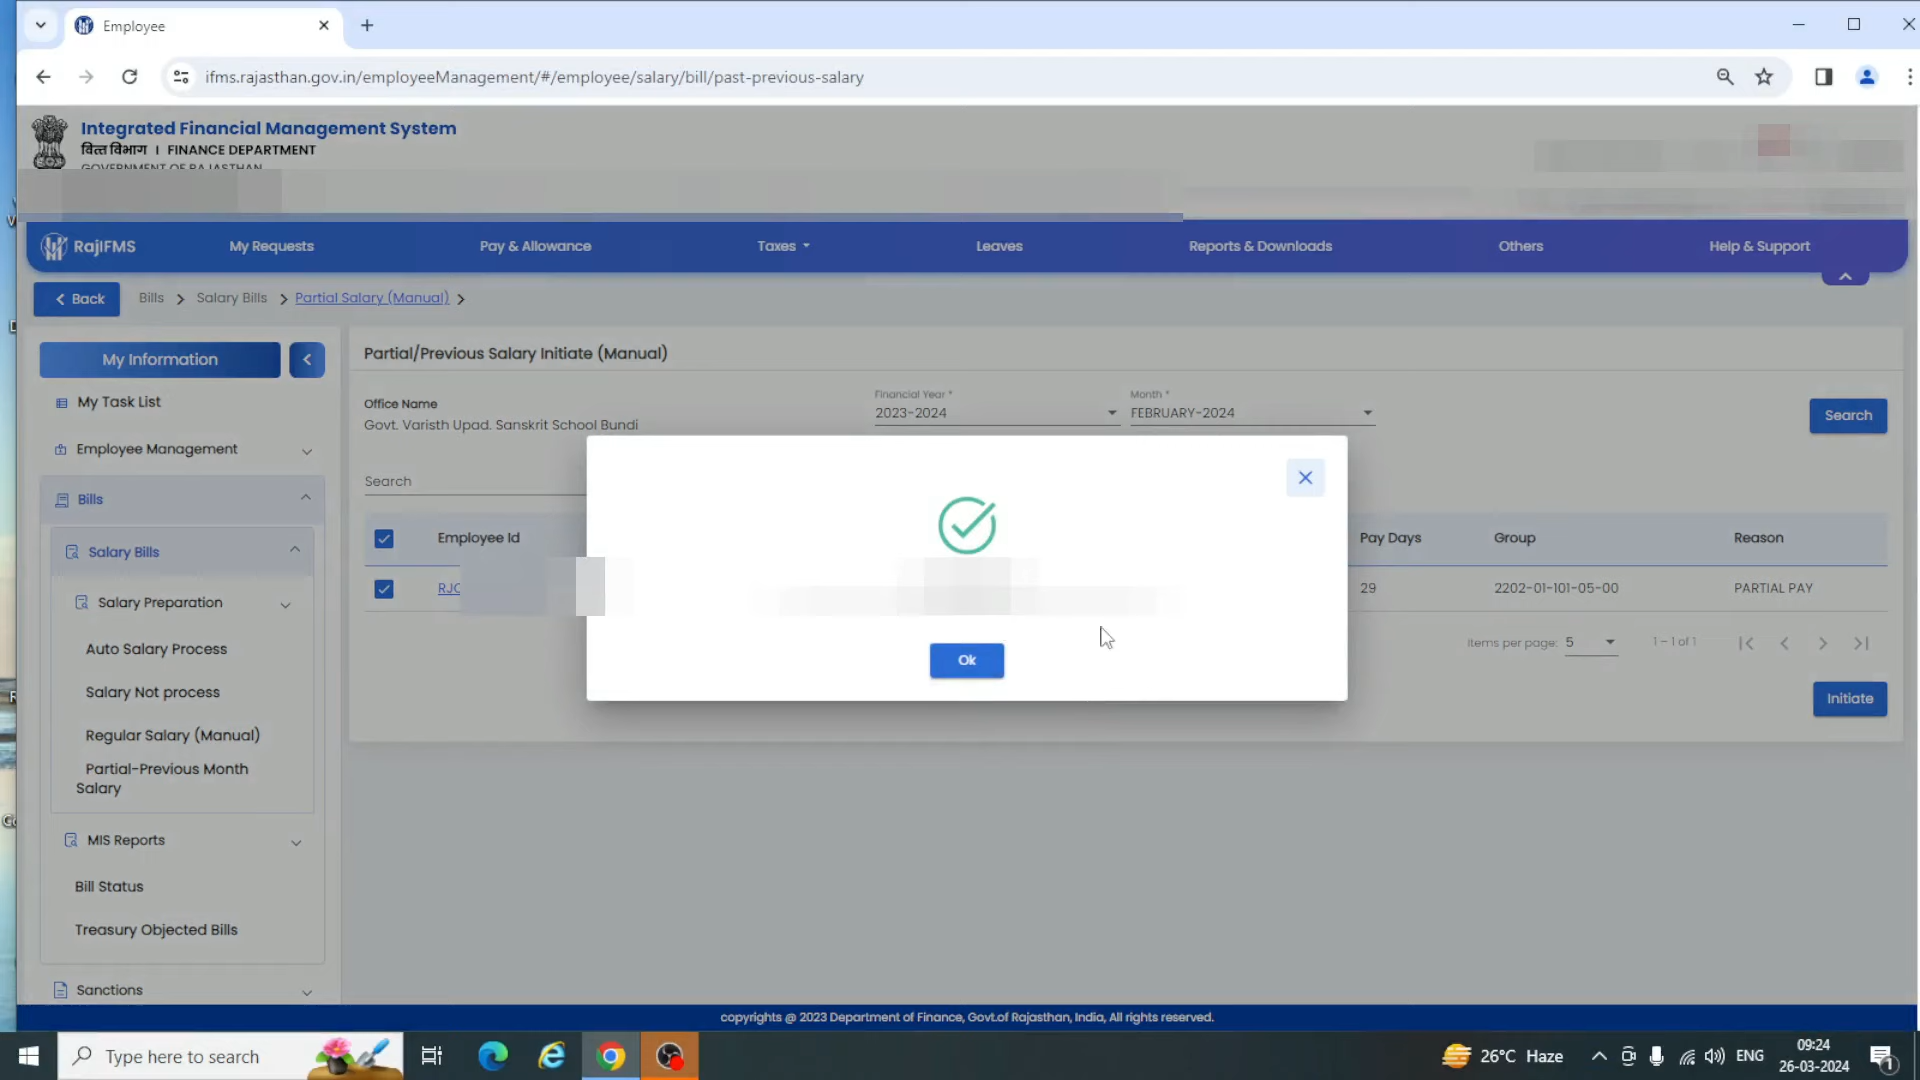 Employee
ifms.rajasthan.gov.in/employeeManagement/#/employee/salary/bill/past-previous-salary
Integrated Financial Management System
वित्त विभाग | FINANCE DEPARTMENT
GOVERNMENT OF RAJASTHAN
RajIFMS
My Requests
Pay & Allowance
Taxes
Leaves
Reports & Downloads
Others
Help & Support
Back
Bills
Salary Bills
Partial Salary (Manual)
My Information
My Task List
Employee Management
Bills
Salary Bills
Salary Preparation
Auto Salary Process
Salary Not process
Regular Salary (Manual)
Partial-Previous Month
Salary
MIS Reports
Bill Status
Treasury Objected Bills
Sanctions
Partial/Previous Salary Initiate (Manual)
Office Name
Govt. Varisth Upad. Sanskrit School Bundi
Financial Year *
2023-2024
Month *
FEBRUARY-2024
Search
Search
Employee Id
Pay Days
Group
Reason
29
2202-01-101-05-00
PARTIAL PAY
Items per page: 5
1 – 1 of 1
Initiate
Ok
copyrights @ 2023 Department of Finance, Govt.of Rajasthan, India, All rights reserved.
Type here to search
26°C Haze
ENG
09:24
26-03-2024
1